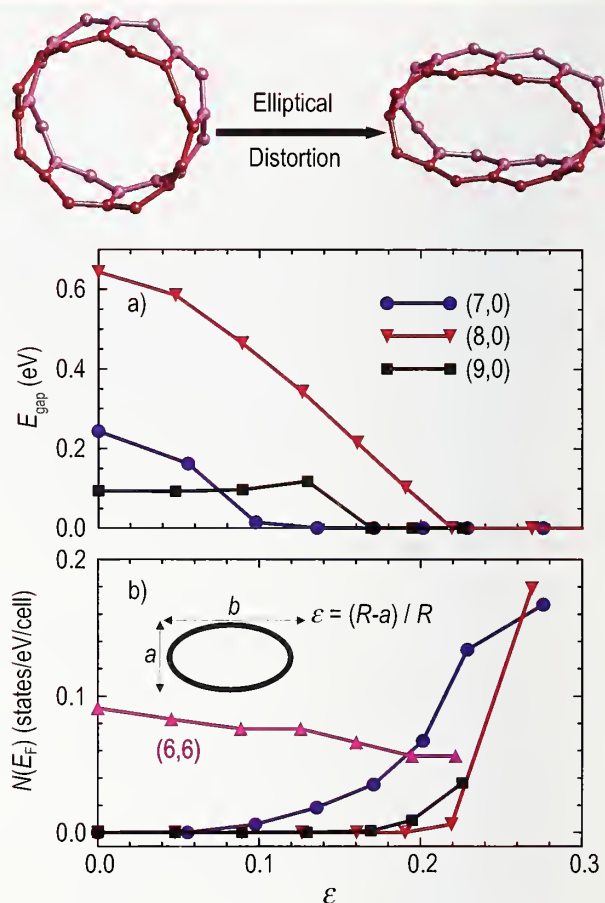 Elliptical
Distortion
a)
(7,0)
(8,0)
(9,0)
E_gap (eV)
0.6
0.4
0.2
0.0
b)
b
a
ε = (R-a) / R
(6,6)
N(E_F) (states/eV/cell)
0.2
0.1
0.0
0.0 0.1 0.2 0.3
ε